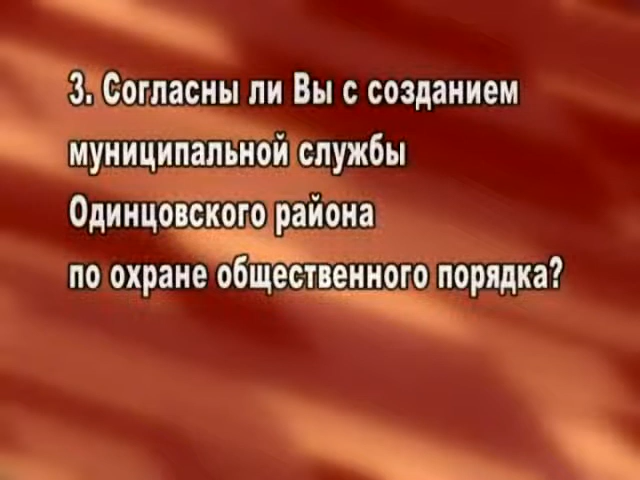 3. Согласны ли Вы с созданием
муниципальной службы
Одинцовского района
по охране общественного порядка?